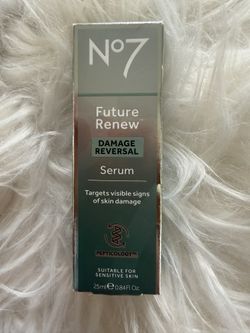 Nº7
Future
Renew™
DAMAGE
REVERSAL
Serum
Targets visible signs
of skin damage
PEPTICOLOGY™
SUITABLE FOR
SENSITIVE SKIN
25ml ℮ 0.84Fl. Oz.